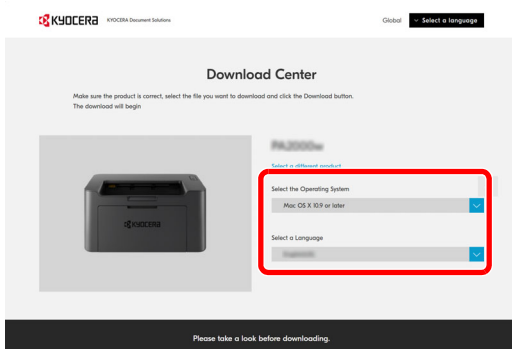 KYOCERA KYOCERA Document Solutions
Global Select a language
Download Center
Make sure the product is correct, select the file you want to download and click the Download button.
The download will begin
PA2000w
Select a different product
Select the Operating System
Mac OS X 10.9 or later
KYOCERA
Select a Language
Please take a look before downloading.